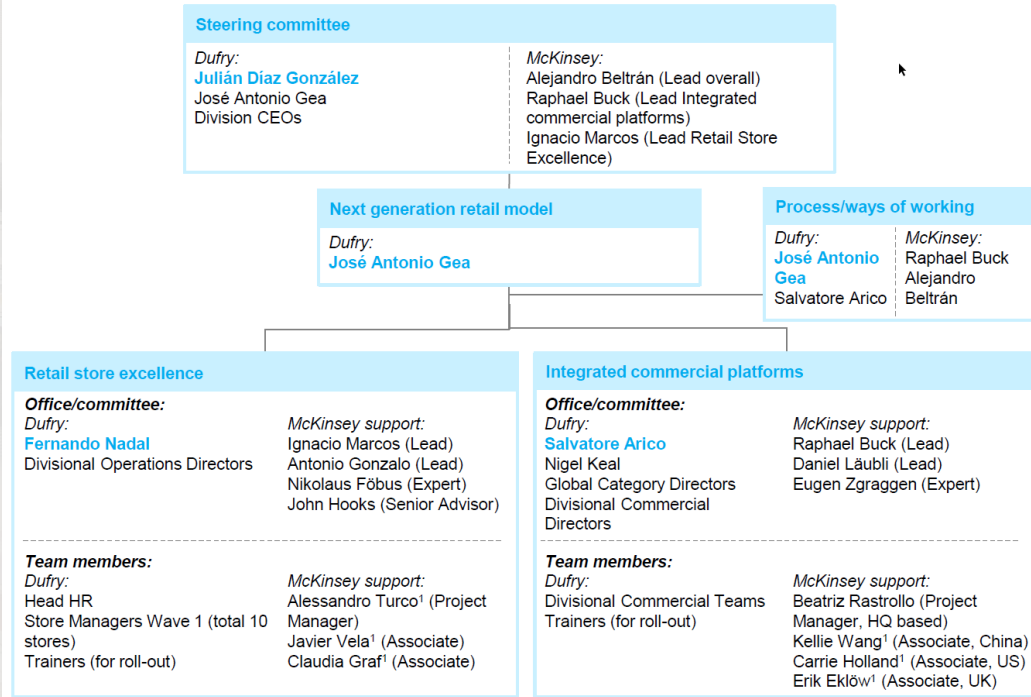 Steering committee
Dufry:
Julián Díaz González
José Antonio Gea
Division CEOs
McKinsey:
Alejandro Beltrán (Lead overall)
Raphael Buck (Lead Integrated
commercial platforms)
Ignacio Marcos (Lead Retail Store
Excellence)
Next generation retail model
Dufry:
José Antonio Gea
Process/ways of working
Dufry:
José Antonio
Gea
Salvatore Arico
McKinsey:
Raphael Buck
Alejandro
Beltrán
Retail store excellence
Office/committee:
Dufry:
Fernando Nadal
Divisional Operations Directors
McKinsey support:
Ignacio Marcos (Lead)
Antonio Gonzalo (Lead)
Nikolaus Föbus (Expert)
John Hooks (Senior Advisor)
Team members:
Dufry:
Head HR
Store Managers Wave 1 (total 10
stores)
Trainers (for roll-out)
McKinsey support:
Alessandro Turco¹ (Project
Manager)
Javier Vela¹ (Associate)
Claudia Graf¹ (Associate)
Integrated commercial platforms
Office/committee:
Dufry:
Salvatore Arico
Nigel Keal
Global Category Directors
Divisional Commercial
Directors
McKinsey support:
Raphael Buck (Lead)
Daniel Läubli (Lead)
Eugen Zgraggen (Expert)
Team members:
Dufry:
Divisional Commercial Teams
Trainers (for roll-out)
McKinsey support:
Beatriz Rastrollo (Project
Manager, HQ based)
Kellie Wang¹ (Associate, China)
Carrie Holland¹ (Associate, US)
Erik Eklöw¹ (Associate, UK)